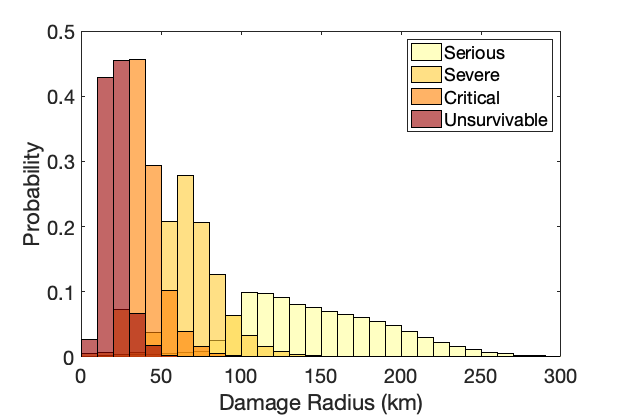 0.5
0.4
0.3
0.2
0.1
0
Probability
Serious
Severe
Critical
Unsurvivable
0 50 100 150 200 250 300
Damage Radius (km)